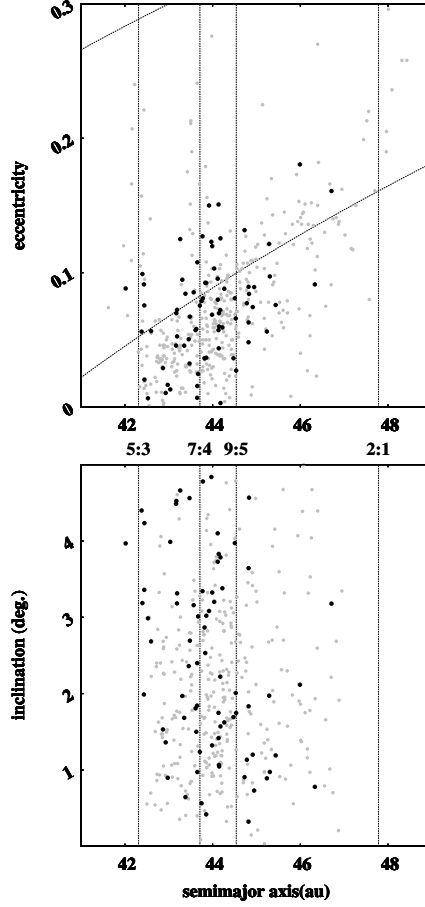 0.3
0.2
eccentricity
0.1
0
42 44 46 48
5:3 7:4 9:5 2:1
4
3
inclination (deg.)
2
1
42 44 46 48
semimajor axis(au)